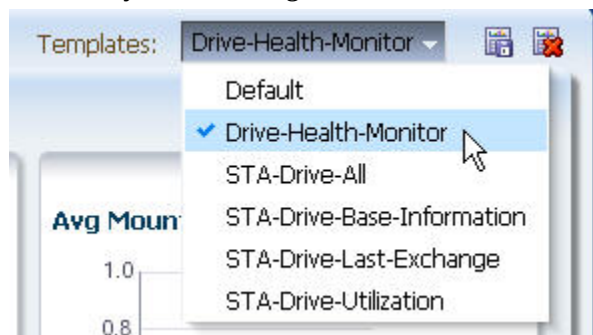 Templates: Drive-Health-Monitor
Default
Drive-Health-Monitor
STA-Drive-All
STA-Drive-Base-Information
STA-Drive-Last-Exchange
STA-Drive-Utilization
Avg Moun
1.0
0.8